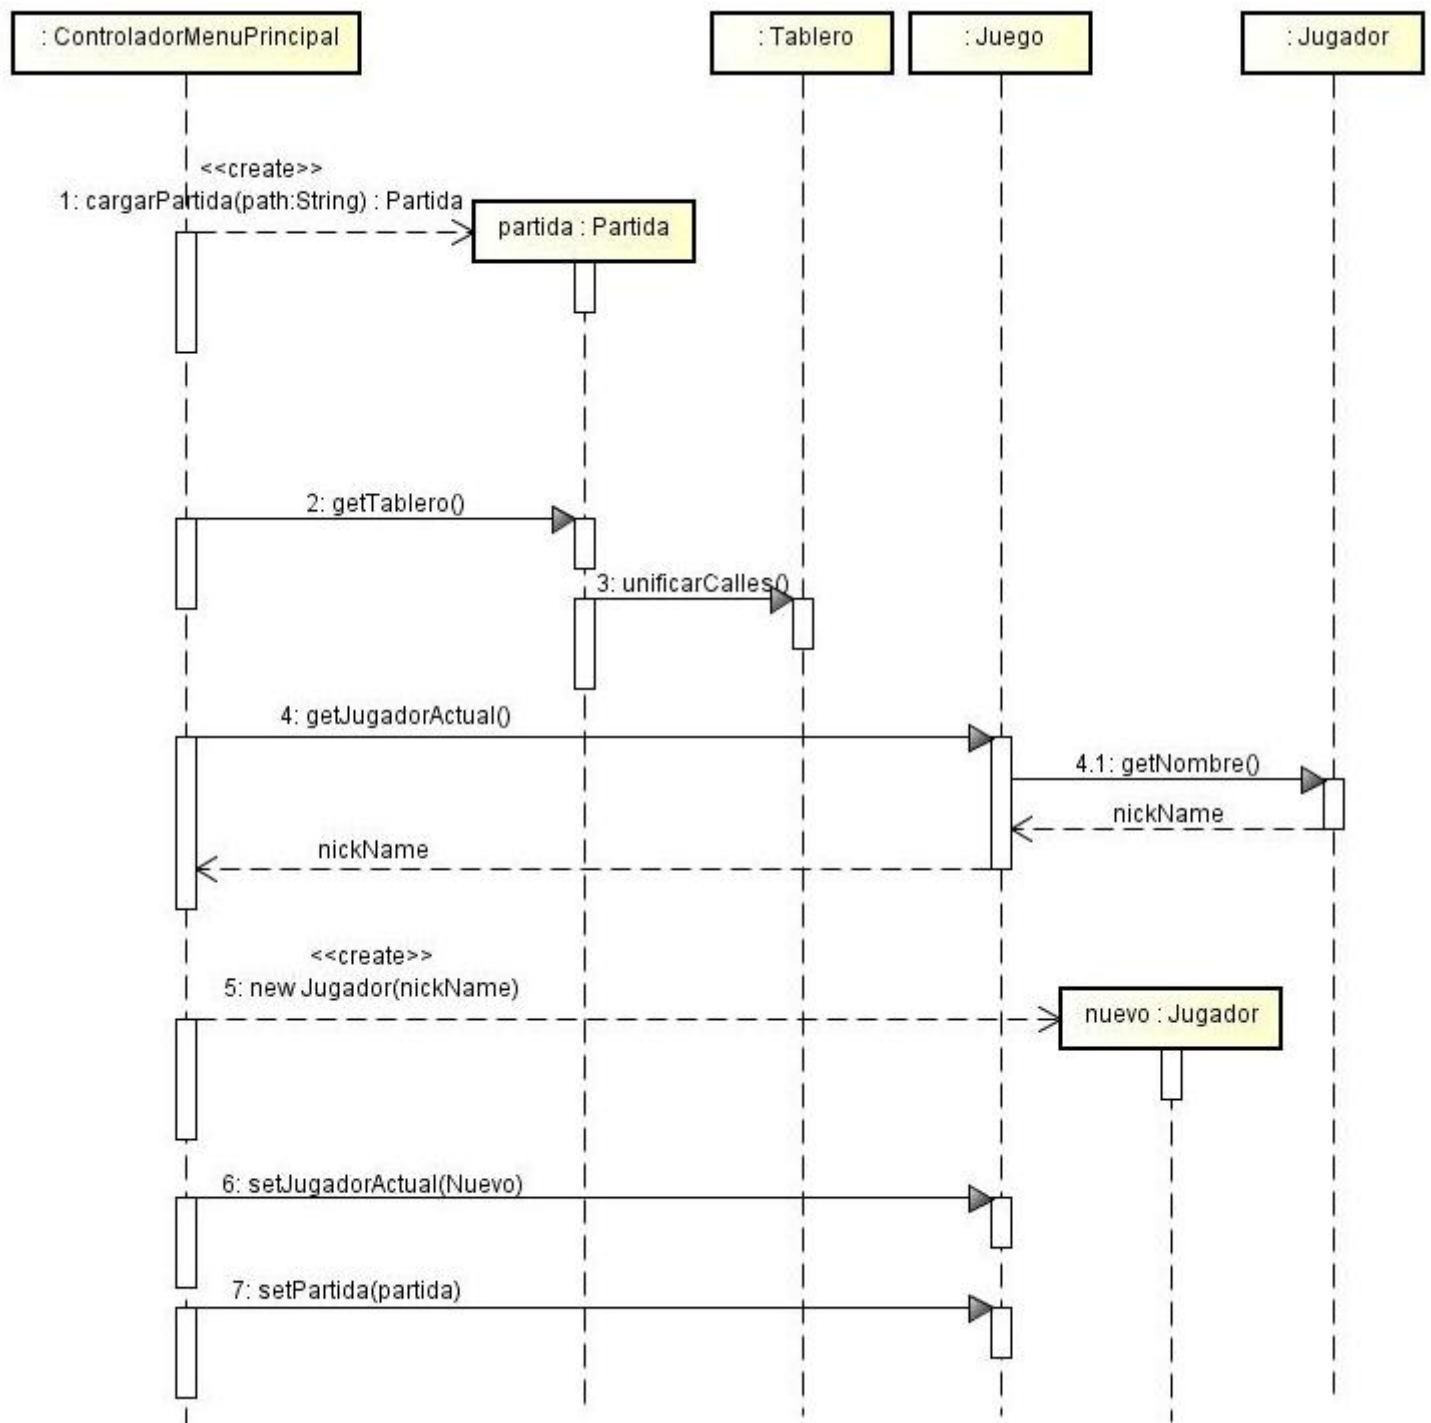 : ControladorMenuPrincipal
: Tablero
: Juego
: Jugador
<<create>>
1: cargarPartida(path:String) : Partida
partida : Partida
2: getTablero()
3: unificarCalles()
4: getJugadorActual()
4.1: getNombre()
nickName
nickName
<<create>>
5: new Jugador(nickName)
nuevo : Jugador
6: setJugadorActual(Nuevo)
7: setPartida(partida)